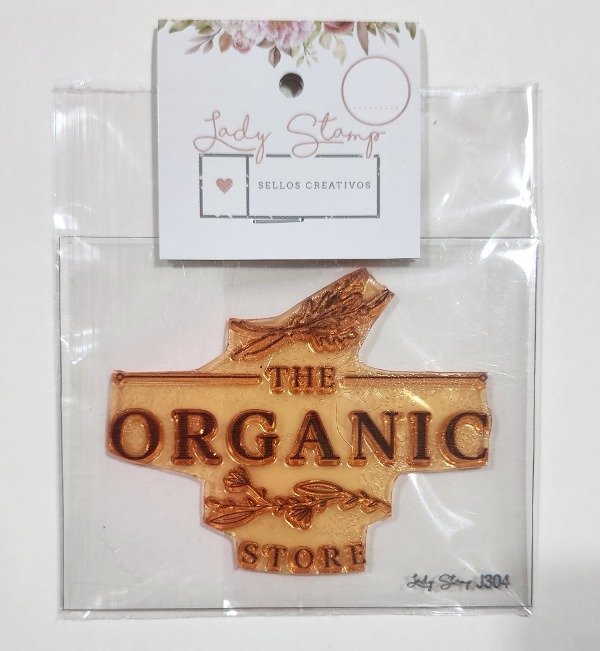 Lady Stamp
SELLOS CREATIVOS
THE
ORGANIC
STORE
Lady Stamp J304